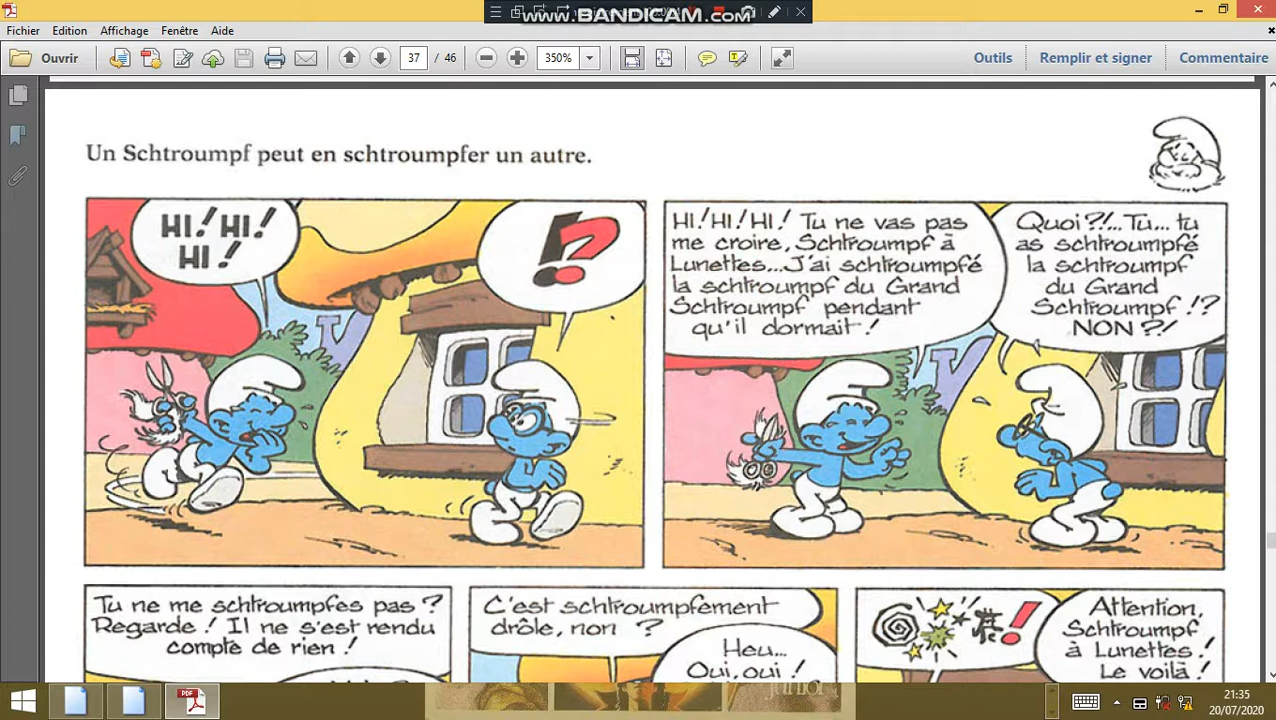 www.BANDICAM.com
Fichier Edition Affichage Fenêtre Aide
Ouvrir 37 / 46 350% Outils Remplir et signer Commentaire
Un Schtroumpf peut en schtroumpfer un autre.
HI! HI!
HI!
!?
HI! HI! HI! Tu ne vas pas
me croire, Schtroumpf à
Lunettes... J'ai schtroumpfé
la schtroumpf du Grand
Schtroumpf pendant
qu'il dormait!
Quoi?!... Tu... tu
as schtroumpfé
la schtroumpf
du Grand
Schtroumpf!?
NON?!
Tu ne me schtroumpfes pas?
Regarde! Il ne s'est rendu
compte de rien!
C'est schtroumpfement
drôle, non ?
Heu...
Oui, oui!
Attention,
Schtroumpf
à Lunettes!
Le voilà!
PDF
JUNIOR
21:35
20/07/2020